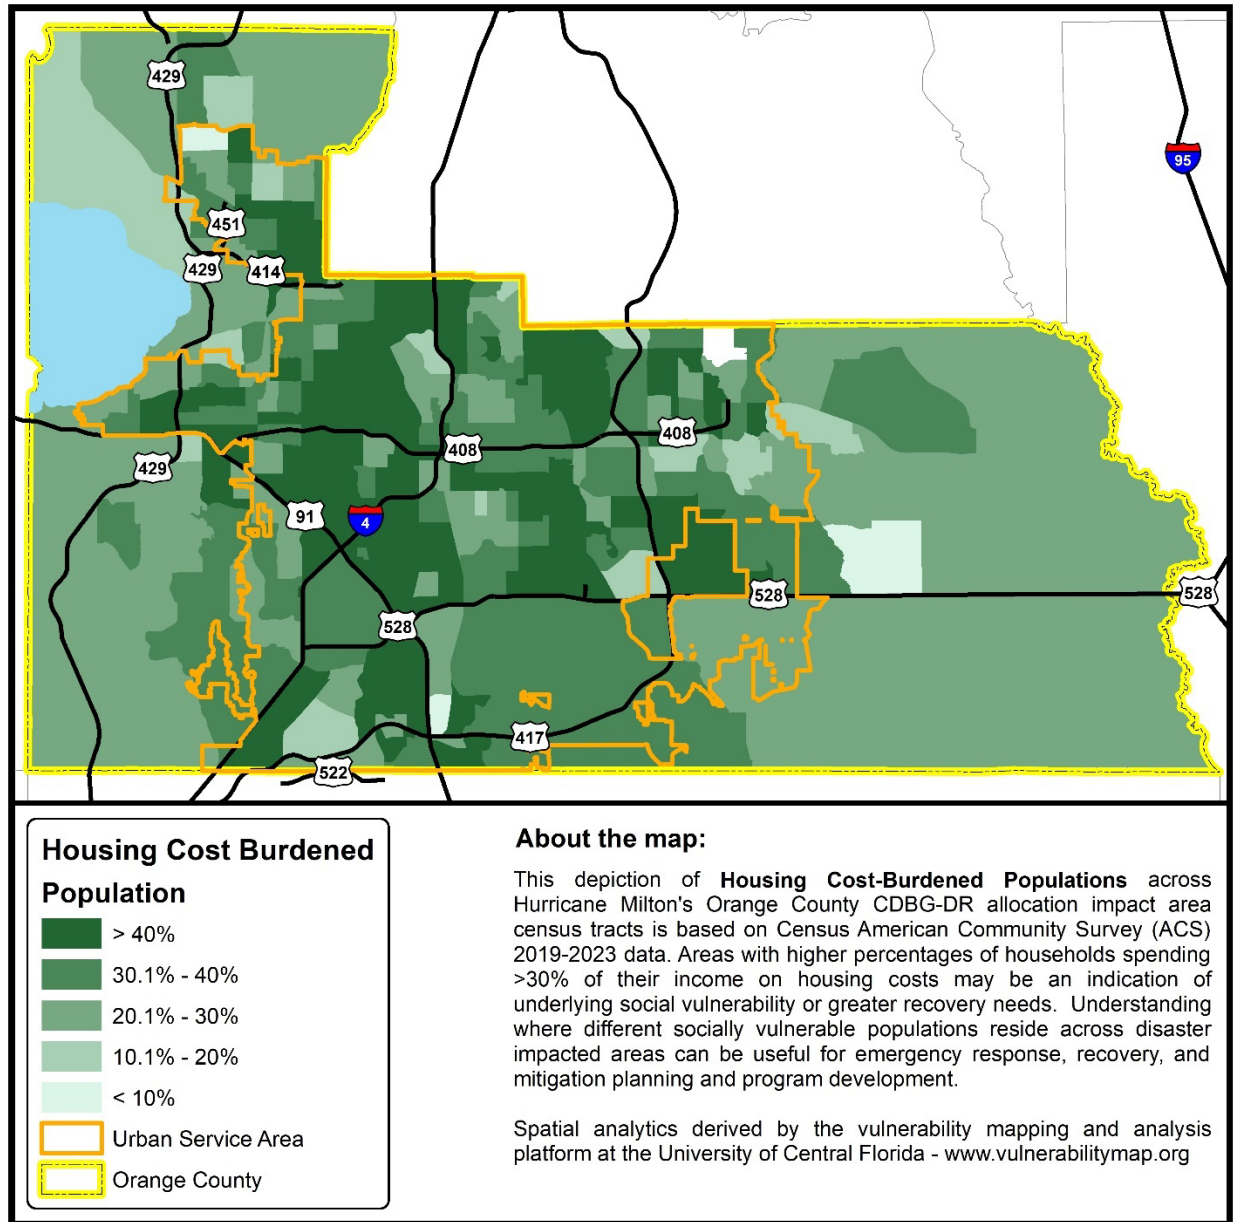 429
95
451
429
414
408
408
429
91
4
528
528
528
417
522
Housing Cost Burdened
Population
> 40%
30.1% - 40%
20.1% - 30%
10.1% - 20%
< 10%
Urban Service Area
Orange County
About the map:
This depiction of Housing Cost-Burdened Populations across
Hurricane Milton's Orange County CDBG-DR allocation impact area
census tracts is based on Census American Community Survey (ACS)
2019-2023 data. Areas with higher percentages of households spending
>30% of their income on housing costs may be an indication of
underlying social vulnerability or greater recovery needs. Understanding
where different socially vulnerable populations reside across disaster
impacted areas can be useful for emergency response, recovery, and
mitigation planning and program development.
Spatial analytics derived by the vulnerability mapping and analysis
platform at the University of Central Florida - www.vulnerabilitymap.org